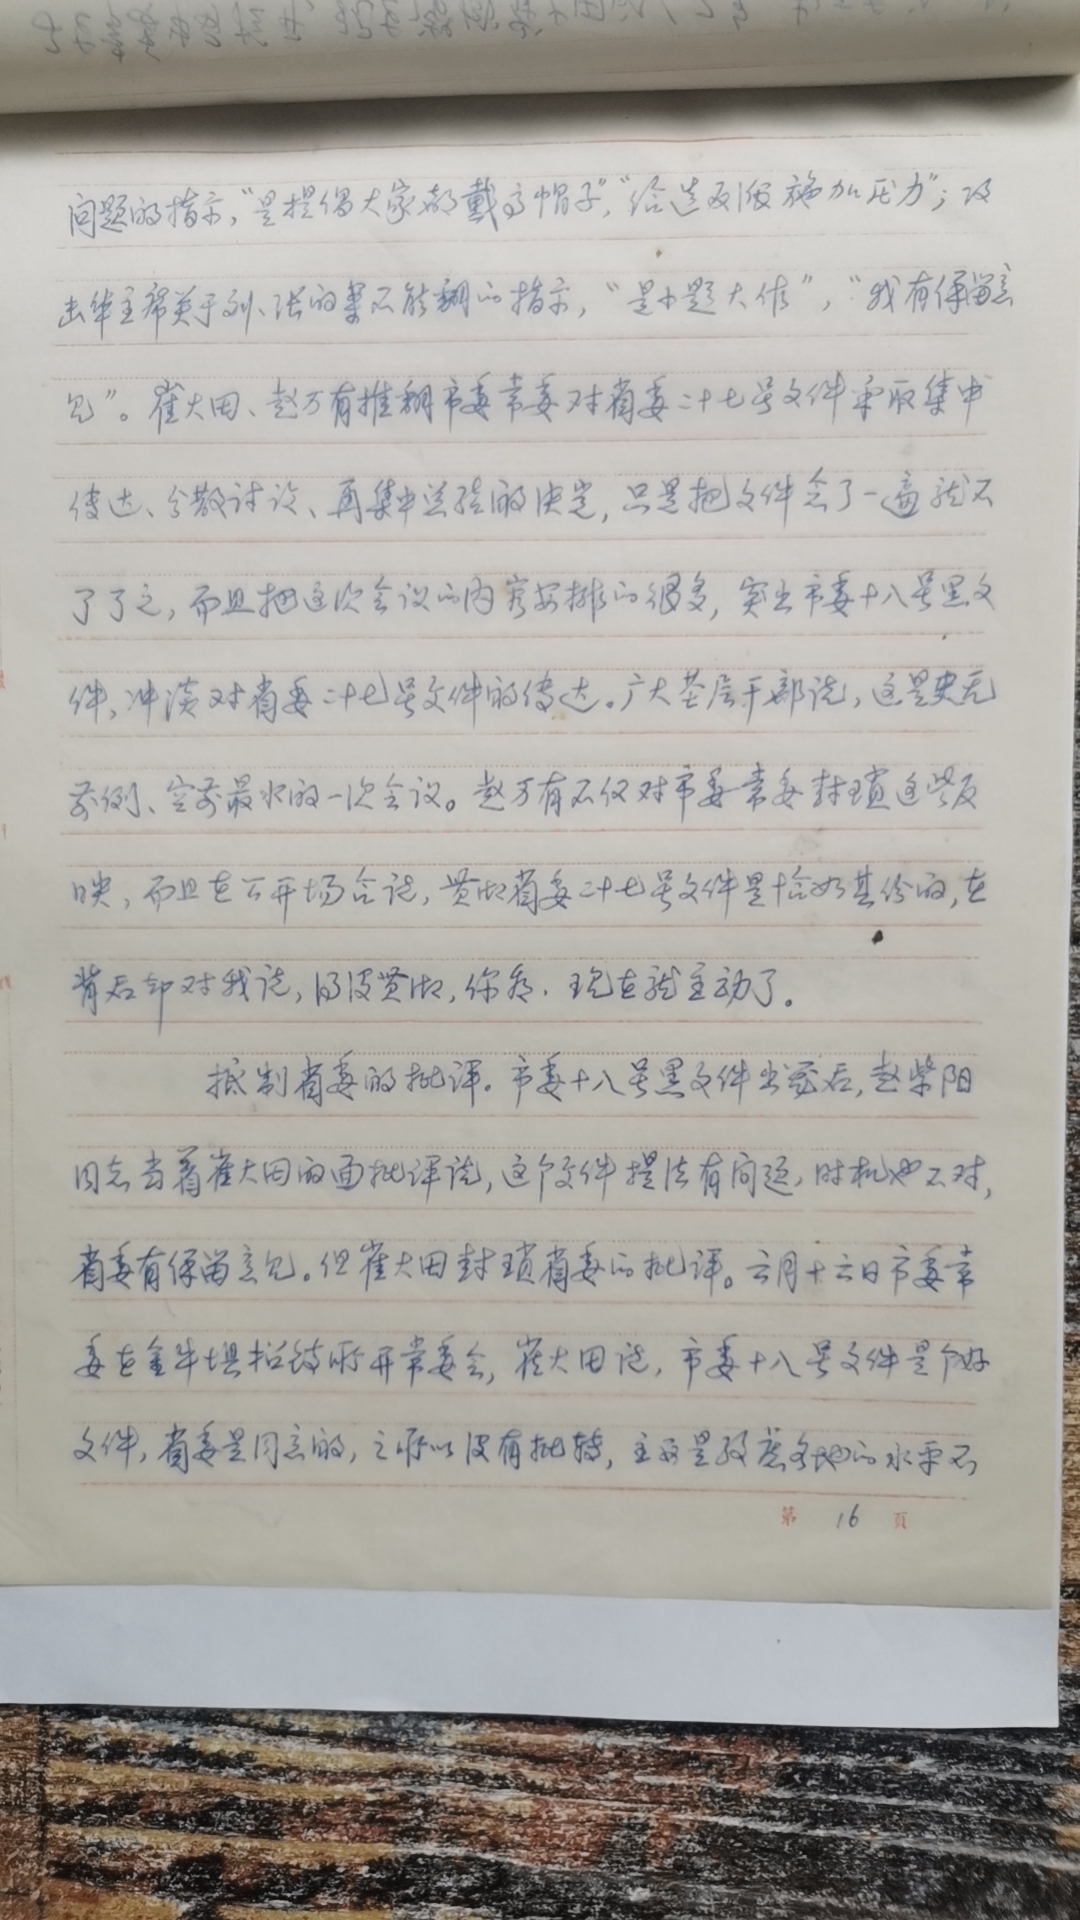 问题的指示，“是提倡大家都戴高帽子”，“给造反派施加压力”；攻
击华主席关于刘、张的案不能翻的指示，“是小题大作”，“我有保留意
见”。崔大田、赵万有推翻市委常委对省委二十七号文件采取集中
传达、分散讨论、再集中总结的决定，只是把文件念了一遍就不
了了之，而且把这次会议的内容安排的很多，突出市委十八号黑文
件，冲淡对省委二十七号文件的传达。广大基层干部说，这是史无
前例、空前最水的一次会议。赵万有不仅对市委常委封锁这些反
映，而且在公开场合说，贯彻省委二十七号文件是恰如其份的，在
背后却对我说，没贯彻，你看，现在就主动了。
抵制省委的批评。市委十八号黑文件出笼后，赵紫阳
同志当着崔大田的面批评说，这个文件提法有问题，时机也不对，
省委有保留意见。但崔大田封锁省委的批评。六月十六日市委常
委在金牛坝招待所开常委会，崔大田说，市委十八号文件是个好
文件，省委是同意的，之所以没有批转，主要是考虑各地的水平不
第 16 页